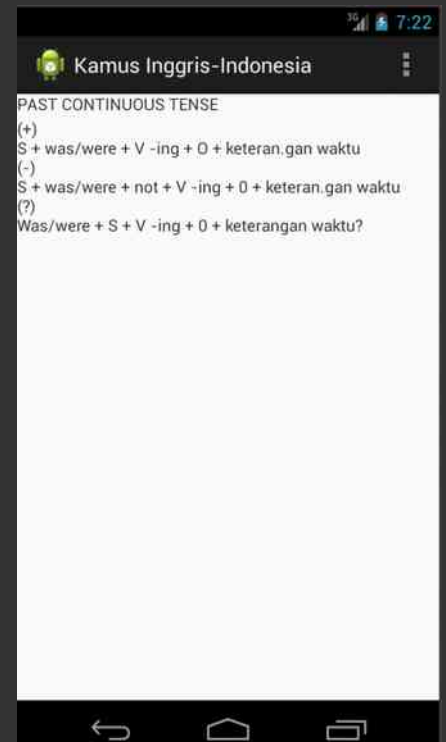 3G 7:22
Kamus Inggris-Indonesia
PAST CONTINUOUS TENSE
(+)
S + was/were + V -ing + O + keteran.gan waktu
(-)
S + was/were + not + V -ing + 0 + keteran.gan waktu
(?)
Was/were + S + V -ing + 0 + keterangan waktu?